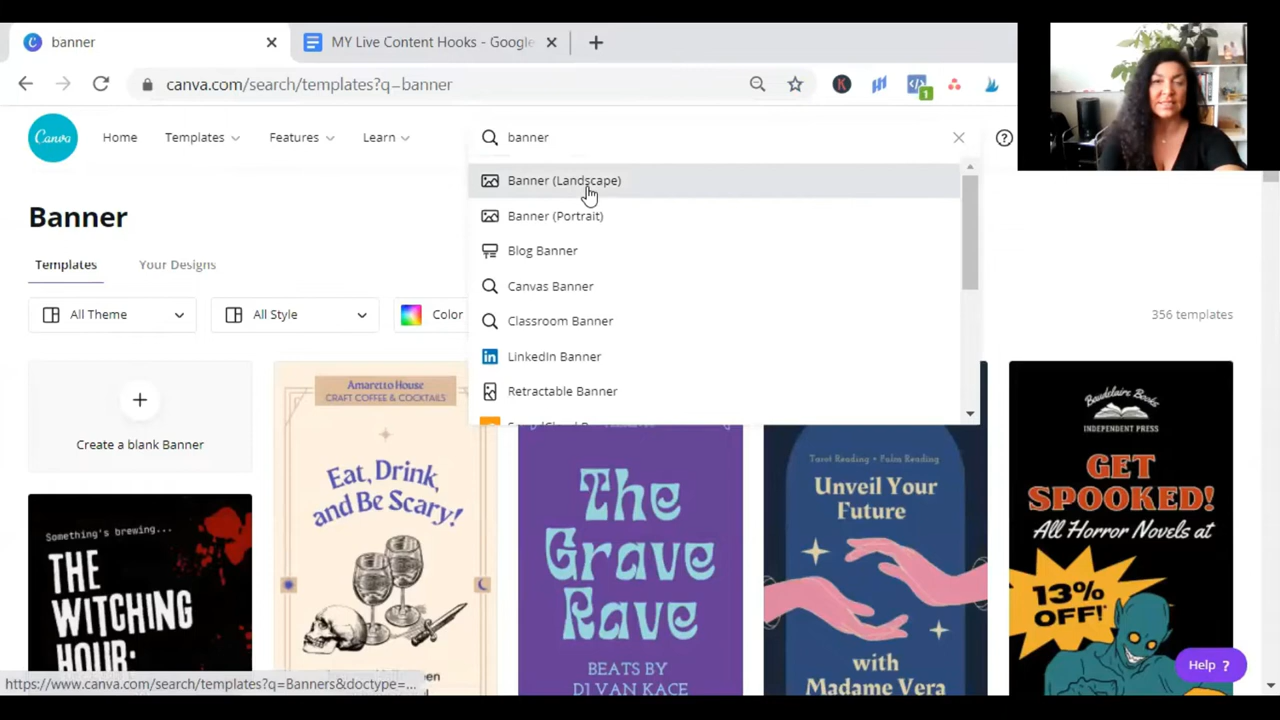 banner
MY Live Content Hooks - Google
canva.com/search/templates?q=banner
1
Canva
Home
Templates
Features
Learn
banner
Banner (Landscape)
Banner (Portrait)
Blog Banner
Canvas Banner
Classroom Banner
LinkedIn Banner
Retractable Banner
Banner
Templates
Your Designs
All Theme
All Style
Color
356 templates
Create a blank Banner
Amaretto House
CRAFT COFFEE & COCKTAILS
Eat, Drink,
and Be Scary!
The
Grave
Rave
BEATS BY
DJ VAN KACE
Tarot Reading • Palm Reading
Unveil Your
Future
with
Madame Vera
Baudelaire Books
INDEPENDENT PRESS
GET
SPOOKED!
All Horror Novels at
13%
OFF!*
Something's brewing...
THE
WITCHING
HOUR:
Help ?
https://www.canva.com/search/templates?q=Banners&doctype=...